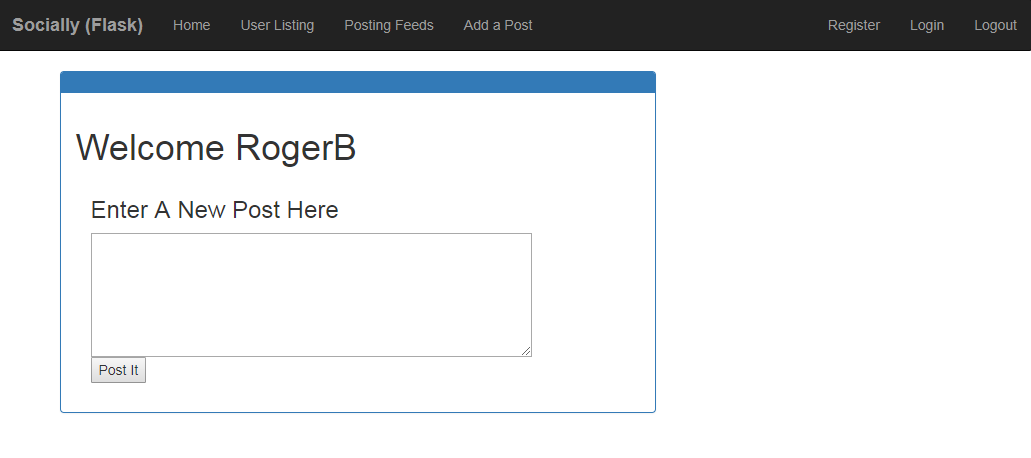 Socially (Flask) Home User Listing Posting Feeds Add a Post Register Login Logout
Welcome RogerB
Enter A New Post Here
Post It